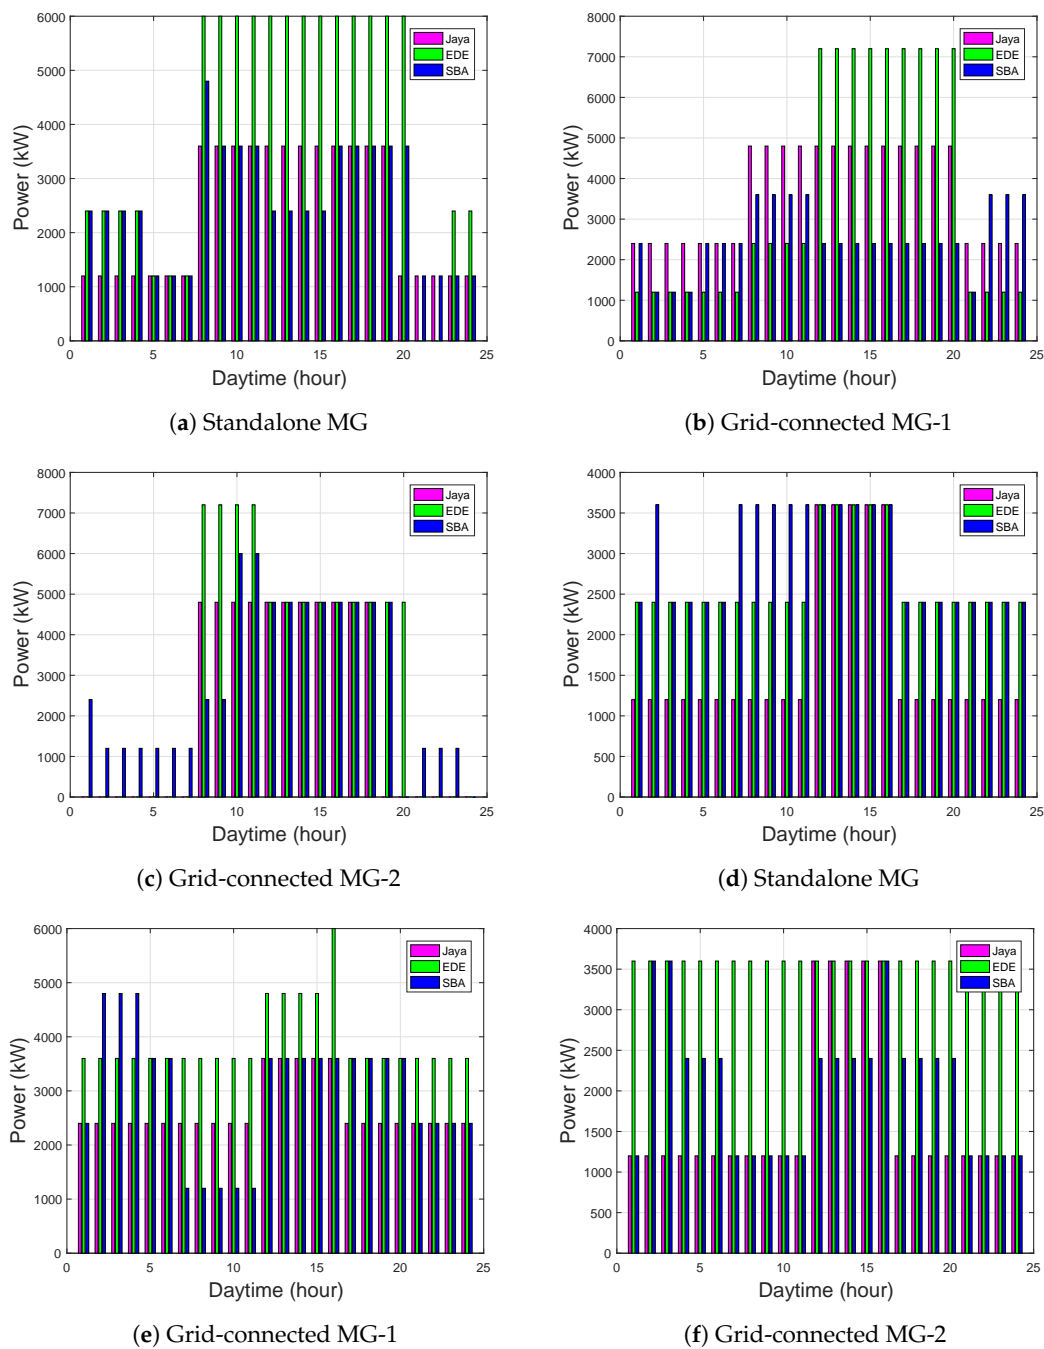 6000
5000
4000
3000
2000
1000
0
Power (kW)
0 5 10 15 20 25
Daytime (hour)
Jaya
EDE
SBA
(a) Standalone MG
8000
7000
6000
5000
4000
3000
2000
1000
0
Power (kW)
0 5 10 15 20 25
Daytime (hour)
Jaya
EDE
SBA
(b) Grid-connected MG-1
8000
7000
6000
5000
4000
3000
2000
1000
0
Power (kW)
0 5 10 15 20 25
Daytime (hour)
Jaya
EDE
SBA
(c) Grid-connected MG-2
4000
3500
3000
2500
2000
1500
1000
500
0
Power (kW)
0 5 10 15 20 25
Daytime (hour)
Jaya
EDE
SBA
(d) Standalone MG
6000
5000
4000
3000
2000
1000
0
Power (kW)
0 5 10 15 20 25
Daytime (hour)
Jaya
EDE
SBA
(e) Grid-connected MG-1
4000
3500
3000
2500
2000
1500
1000
500
0
Power (kW)
0 5 10 15 20 25
Daytime (hour)
Jaya
EDE
SBA
(f) Grid-connected MG-2